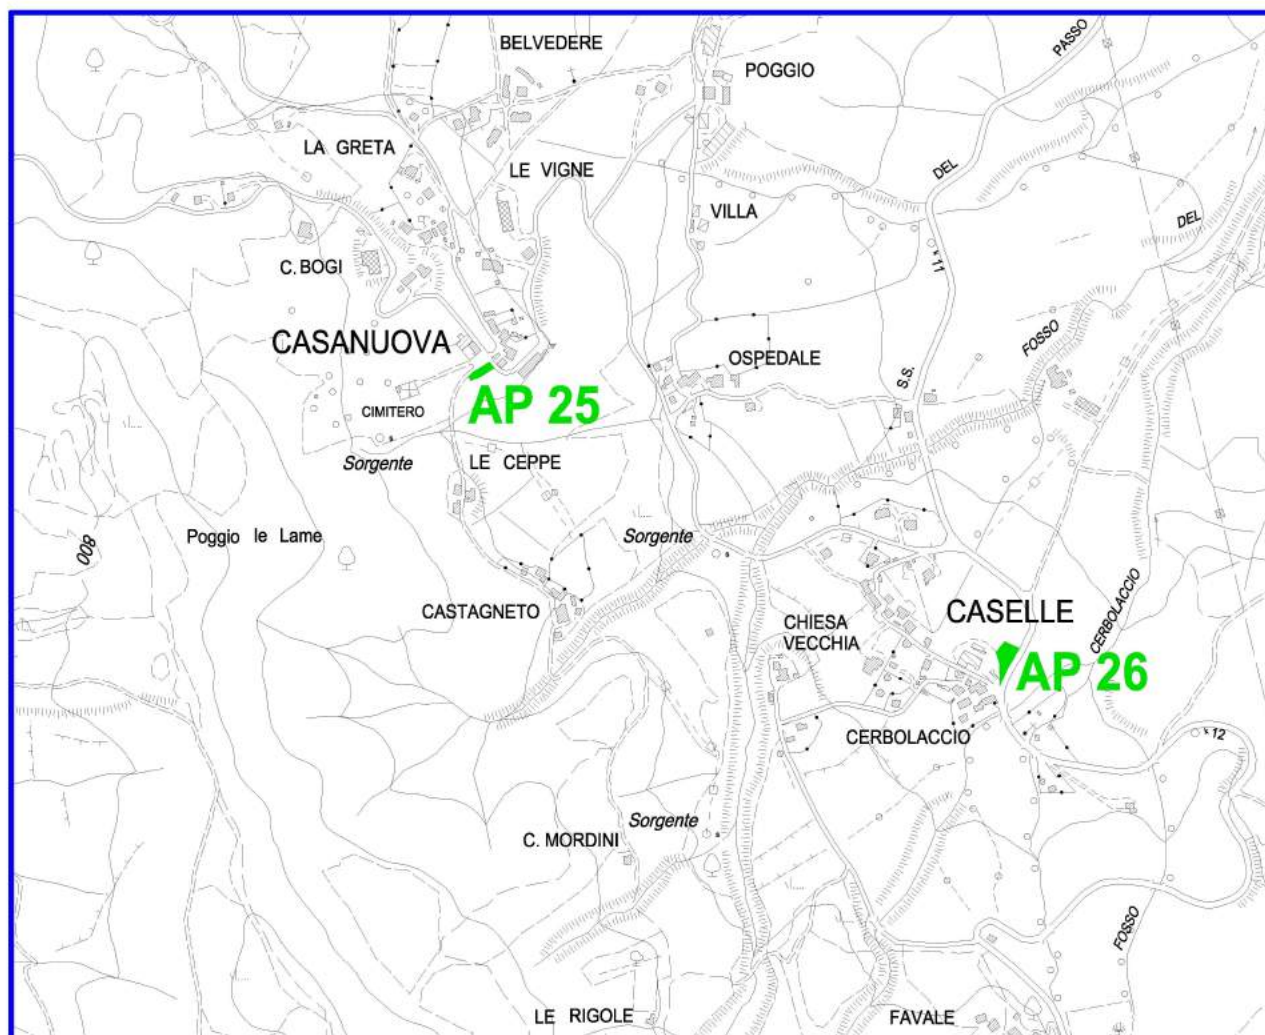 BELVEDERE
PASSO
POGGIO
LA GRETA
LE VIGNE
DEL
VILLA
DEL
C. BOGI
11
FOSSO
CASANUOVA
OSPEDALE
S.S.
AP 25
CIMITERO
Sorgente
LE CEPPE
Poggio le Lame
Sorgente
800
CASTAGNETO
CHIESA
VECCHIA
CASELLE
CERBOLACCIO
AP 26
CERBOLACCIO
12
Sorgente
C. MORDINI
FOSSO
LE RIGOLE
FAVALE